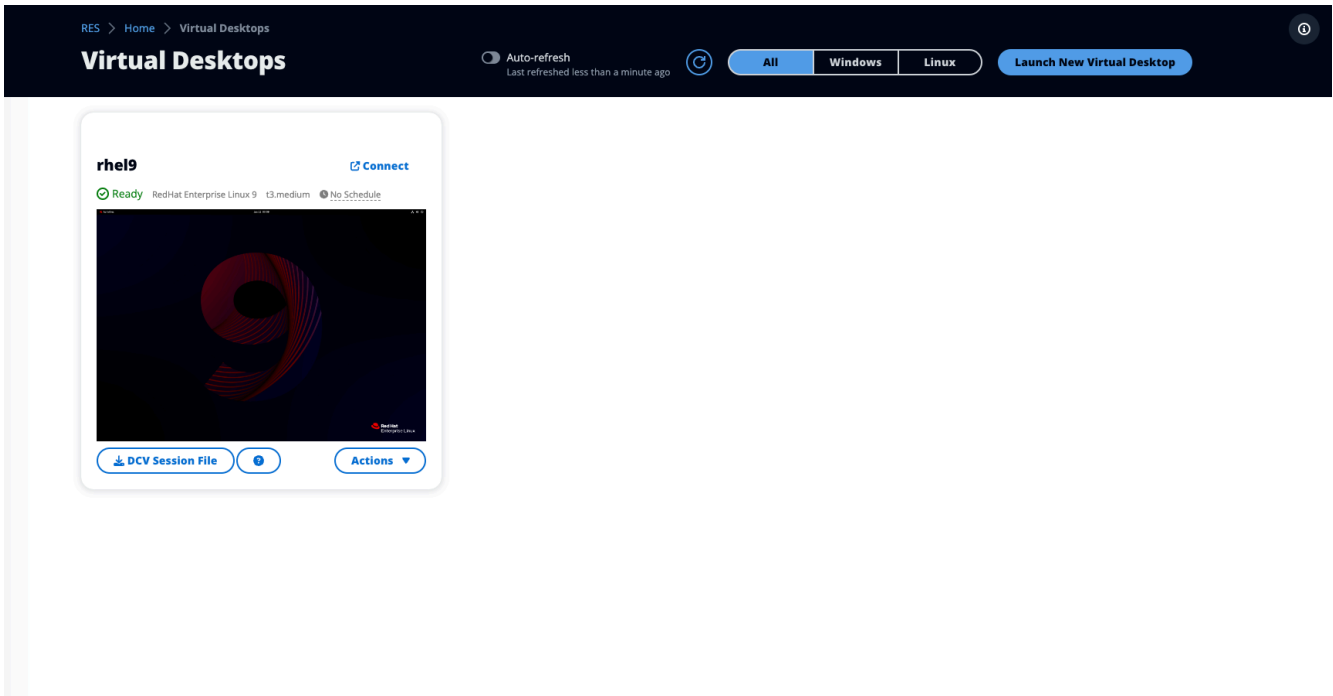 RES > Home > Virtual Desktops
Virtual Desktops
Auto-refresh
Last refreshed less than a minute ago
All Windows Linux
Launch New Virtual Desktop
rhel9
Connect
Ready RedHat Enterprise Linux 9 t3.medium No Schedule
Red Hat
Enterprise Linux
DCV Session File
Actions